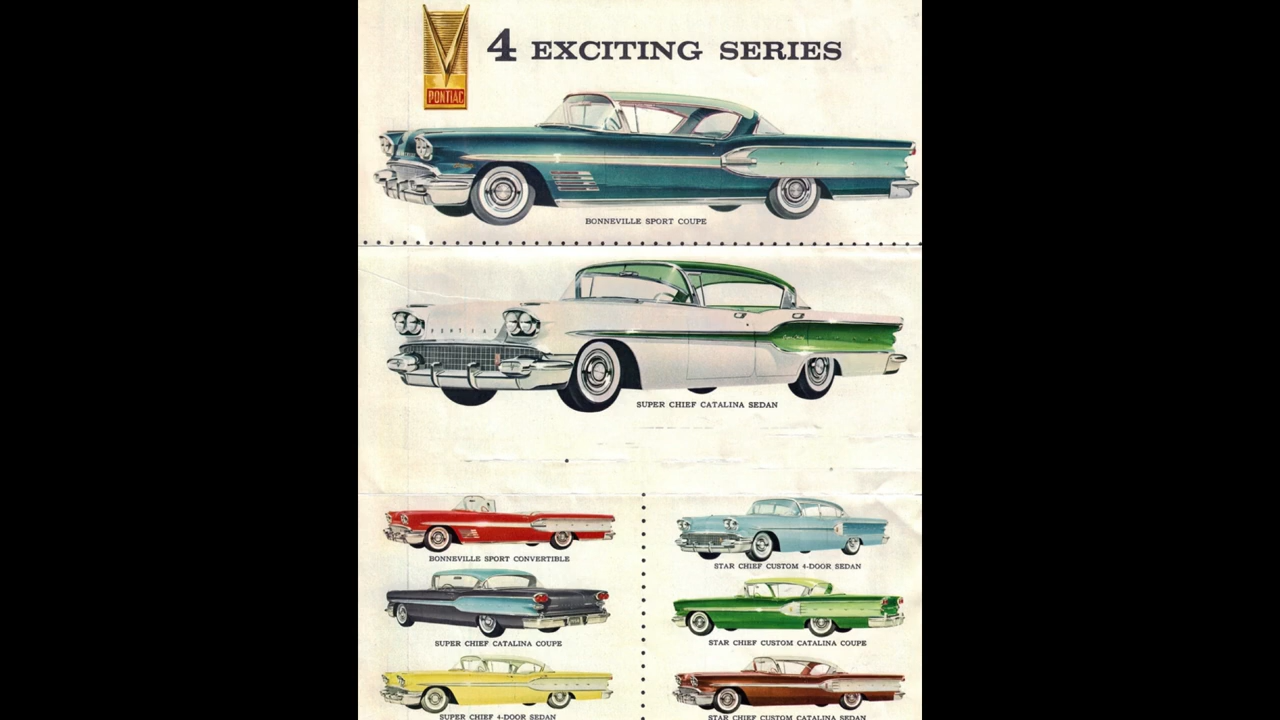 4 EXCITING SERIES
PONTIAC
BONNEVILLE SPORT COUPE
PONTIAC
SUPER CHIEF CATALINA SEDAN
BONNEVILLE SPORT CONVERTIBLE
STAR CHIEF CUSTOM 4-DOOR SEDAN
SUPER CHIEF CATALINA COUPE
STAR CHIEF CUSTOM CATALINA COUPE
SUPER CHIEF 4-DOOR SEDAN
STAR CHIEF CUSTOM CATALINA SEDAN